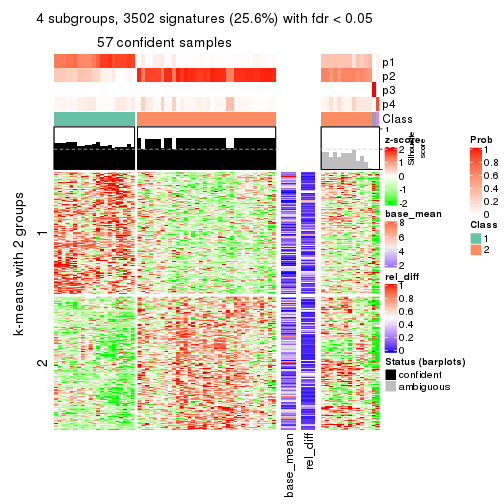 4 subgroups, 3502 signatures (25.6%) with fdr < 0.05
57 confident samples
p1
p2
p3
p4
Class
1
Silhouette score
z-score
2
1
0
-1
-2
base_mean
8
6
4
2
rel_diff
1
0.8
0.6
0.4
0.2
0
Status (barplots)
confident
ambiguous
Prob
1
0.8
0.6
0.4
0.2
0
Class
1
2
k-means with 2 groups
1
2
base_mean
rel_diff